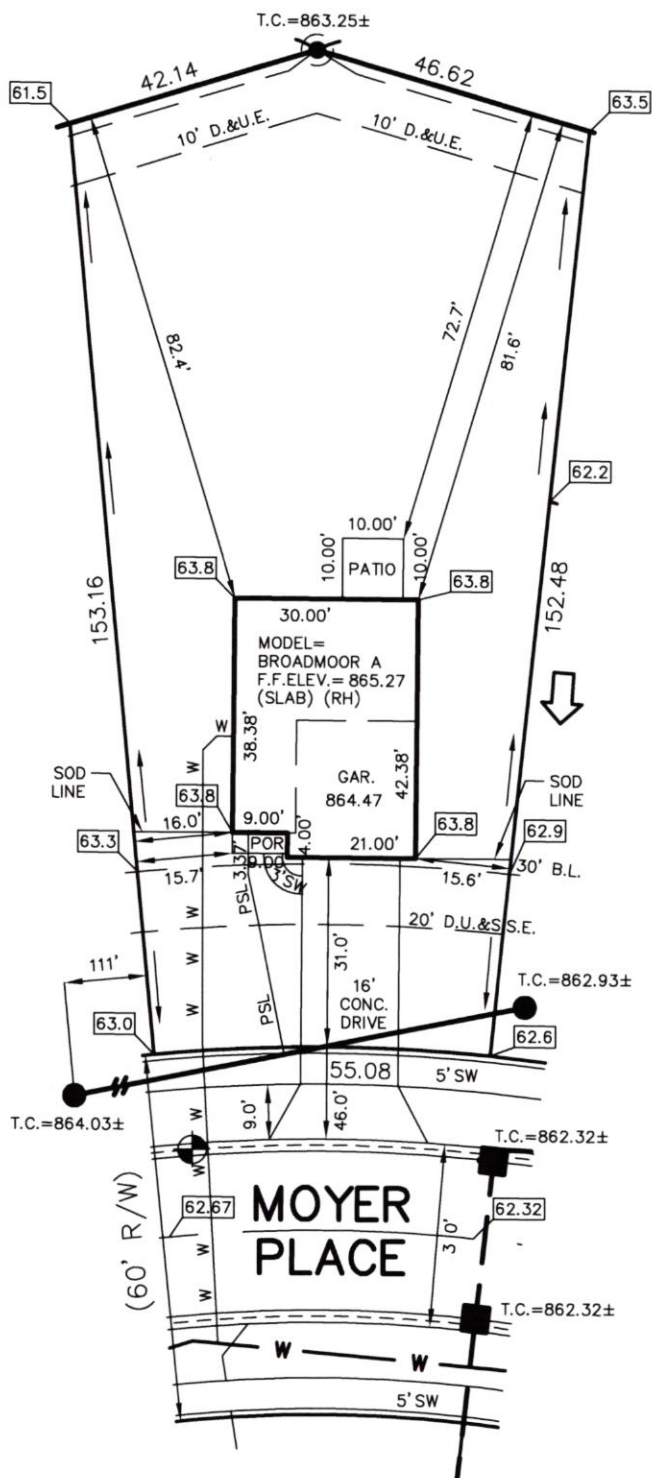 T.C.=863.25±
42.14
46.62
61.5
63.5
10' D.&U.E.
10' D.&U.E.
82.4'
72.7'
81.6'
62.2
153.16
152.48
10.00'
10.00'
PATIO
10.00'
63.8
63.8
30.00'
MODEL=
BROADMOOR A
F.F.ELEV.= 865.27
(SLAB) (RH)
W
38.38'
W
42.38'
GAR.
864.47
SOD
LINE
SOD
LINE
W
63.8
9.00'
63.8
16.0'
POR
4.00'
21.00'
62.9
63.3
9.00
3'SW
30' B.L.
15.7'
PSL 3.37'
15.6'
W
20' D.U.&S.S.E.
W
31.0'
111'
W
16'
CONC.
DRIVE
T.C.=862.93±
PSL
63.0
62.6
55.08
5' SW
T.C.=864.03±
W
9.0'
46.0'
W
T.C.=862.32±
W
MOYER
PLACE
62.67
62.32
(60' R/W)
W
T.C.=862.32±
W
W
W
5' SW